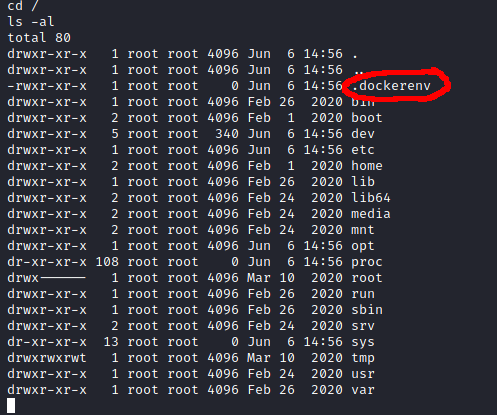 cd /
ls -al
total 80
drwxr-xr-x   1 root root 4096 Jun  6 14:56 .
drwxr-xr-x   1 root root 4096 Jun  6 14:56 ..
-rwxr-xr-x   1 root root    0 Jun  6 14:56 .dockerenv
drwxr-xr-x   1 root root 4096 Feb 26  2020 bin
drwxr-xr-x   2 root root 4096 Feb  1  2020 boot
drwxr-xr-x   5 root root  340 Jun  6 14:56 dev
drwxr-xr-x   1 root root 4096 Jun  6 14:56 etc
drwxr-xr-x   2 root root 4096 Feb  1  2020 home
drwxr-xr-x   1 root root 4096 Feb 26  2020 lib
drwxr-xr-x   2 root root 4096 Feb 24  2020 lib64
drwxr-xr-x   2 root root 4096 Feb 24  2020 media
drwxr-xr-x   2 root root 4096 Feb 24  2020 mnt
drwxr-xr-x   1 root root 4096 Jun  6 14:56 opt
dr-xr-xr-x 108 root root    0 Jun  6 14:56 proc
drwx------   1 root root 4096 Mar 10  2020 root
drwxr-xr-x   1 root root 4096 Feb 26  2020 run
drwxr-xr-x   1 root root 4096 Feb 26  2020 sbin
drwxr-xr-x   2 root root 4096 Feb 24  2020 srv
dr-xr-xr-x  13 root root    0 Jun  6 14:56 sys
drwxrwxrwt   1 root root 4096 Mar 10  2020 tmp
drwxr-xr-x   1 root root 4096 Feb 24  2020 usr
drwxr-xr-x   1 root root 4096 Feb 26  2020 var